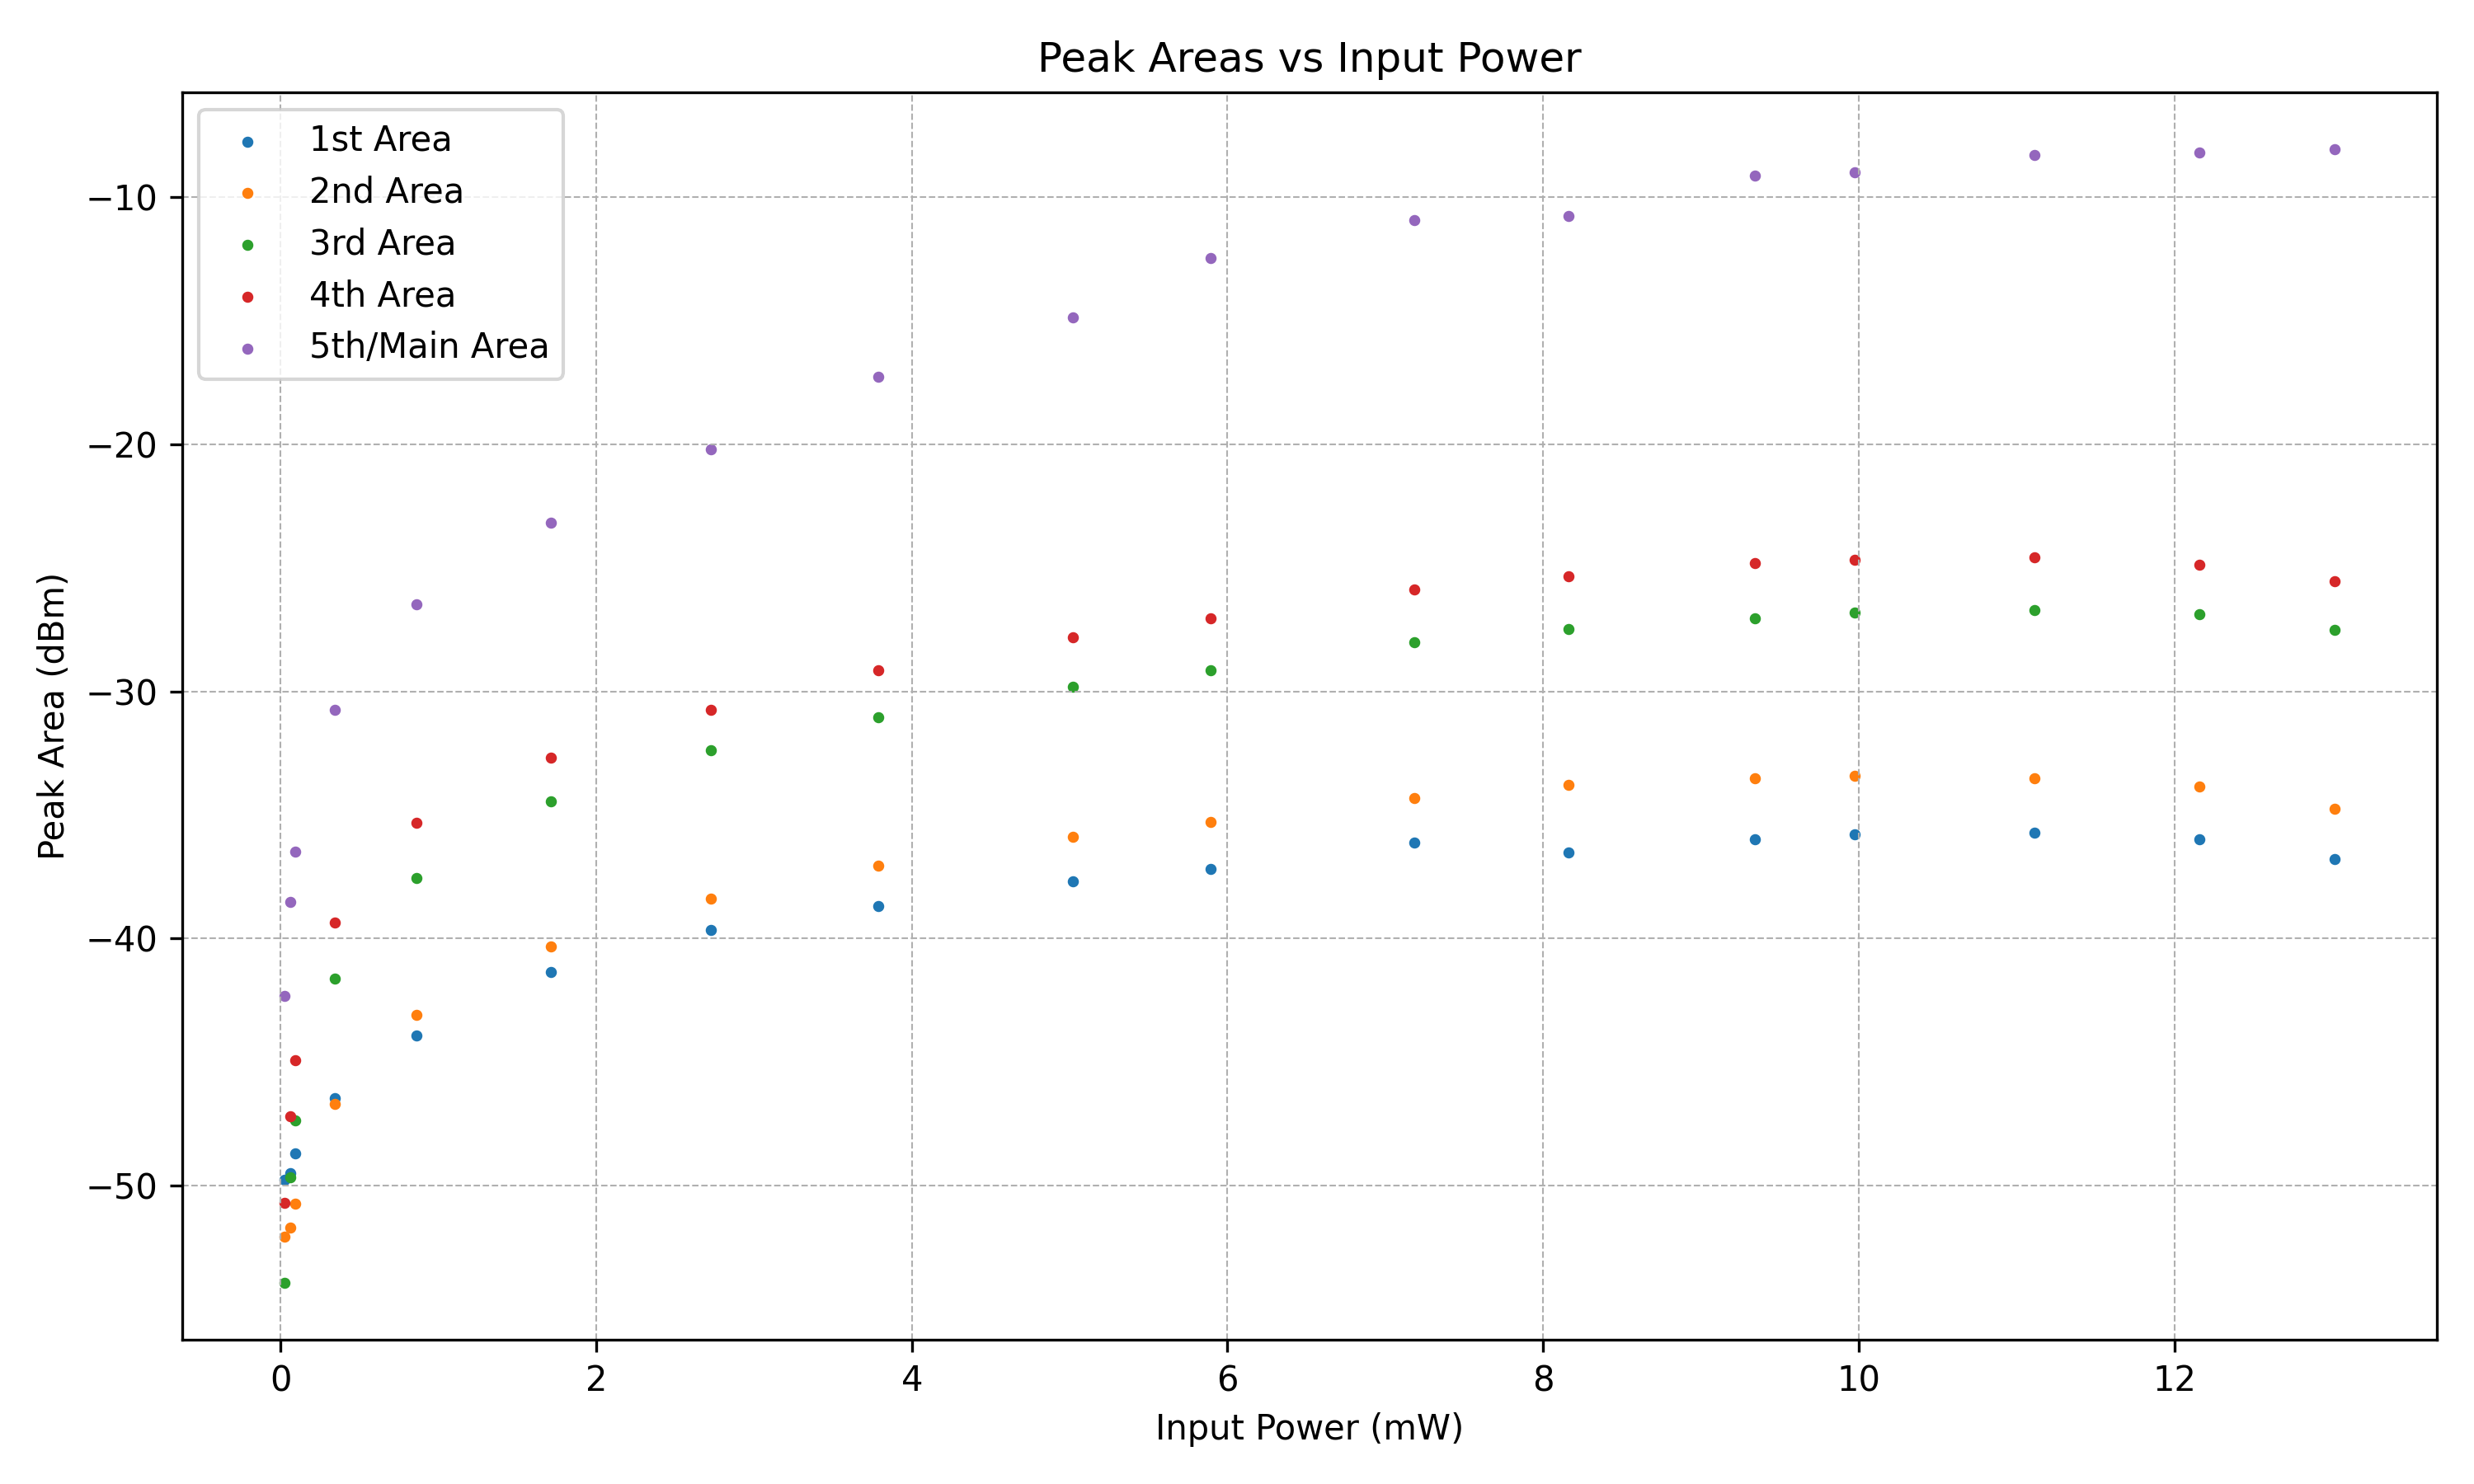 Peak Areas vs Input Power
1st Area
2nd Area
3rd Area
4th Area
5th/Main Area
−10
−20
−30
−40
−50
Peak Area (dBm)
0 2 4 6 8 10 12
Input Power (mW)